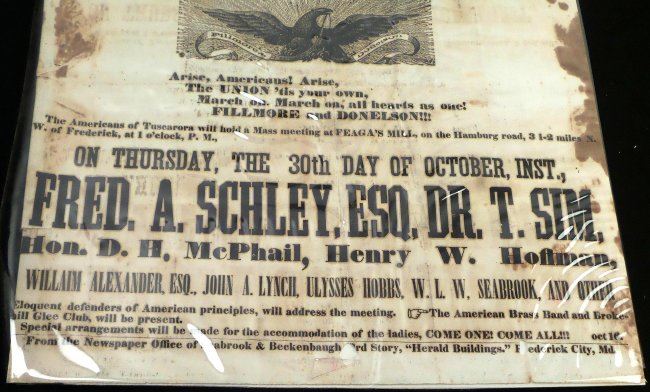 Fillmore
Donelson!
Arise, Americans! Arise,
The UNION 'tis your own,
March on, March on, all hearts as one!
FILLMORE and DONELSON!!!
The Americans of Tuscarora will hold a Mass meeting at FEAGA'S MILL, on the Hamburg road, 3 1-2 miles N.
W. of Frederick, at 1 o'clock, P. M.,
ON THURSDAY, THE 30th DAY OF OCTOBER, INST.,
FRED. A. SCHLEY, ESQ. DR. T. SIM,
Hon. D. H. McPhail, Henry W. Hoffman,
WILLAIM ALEXANDER, ESQ., JOHN A. LYNCH, ULYSSES HOBBS, W. L. W. SEABROOK, AND OTHER
Eloquent defenders of American principles, will address the meeting. ☞ The American Brass Band and Broke
ill Glee Club, will be present.
Special arrangements will be made for the accommodation of the ladies, COME ONE! COME ALL!!! oct 16.
From the Newspaper Office of Seabrook & Beckenbaugh 3rd Story, "Herald Buildings." Frederick City, Md.